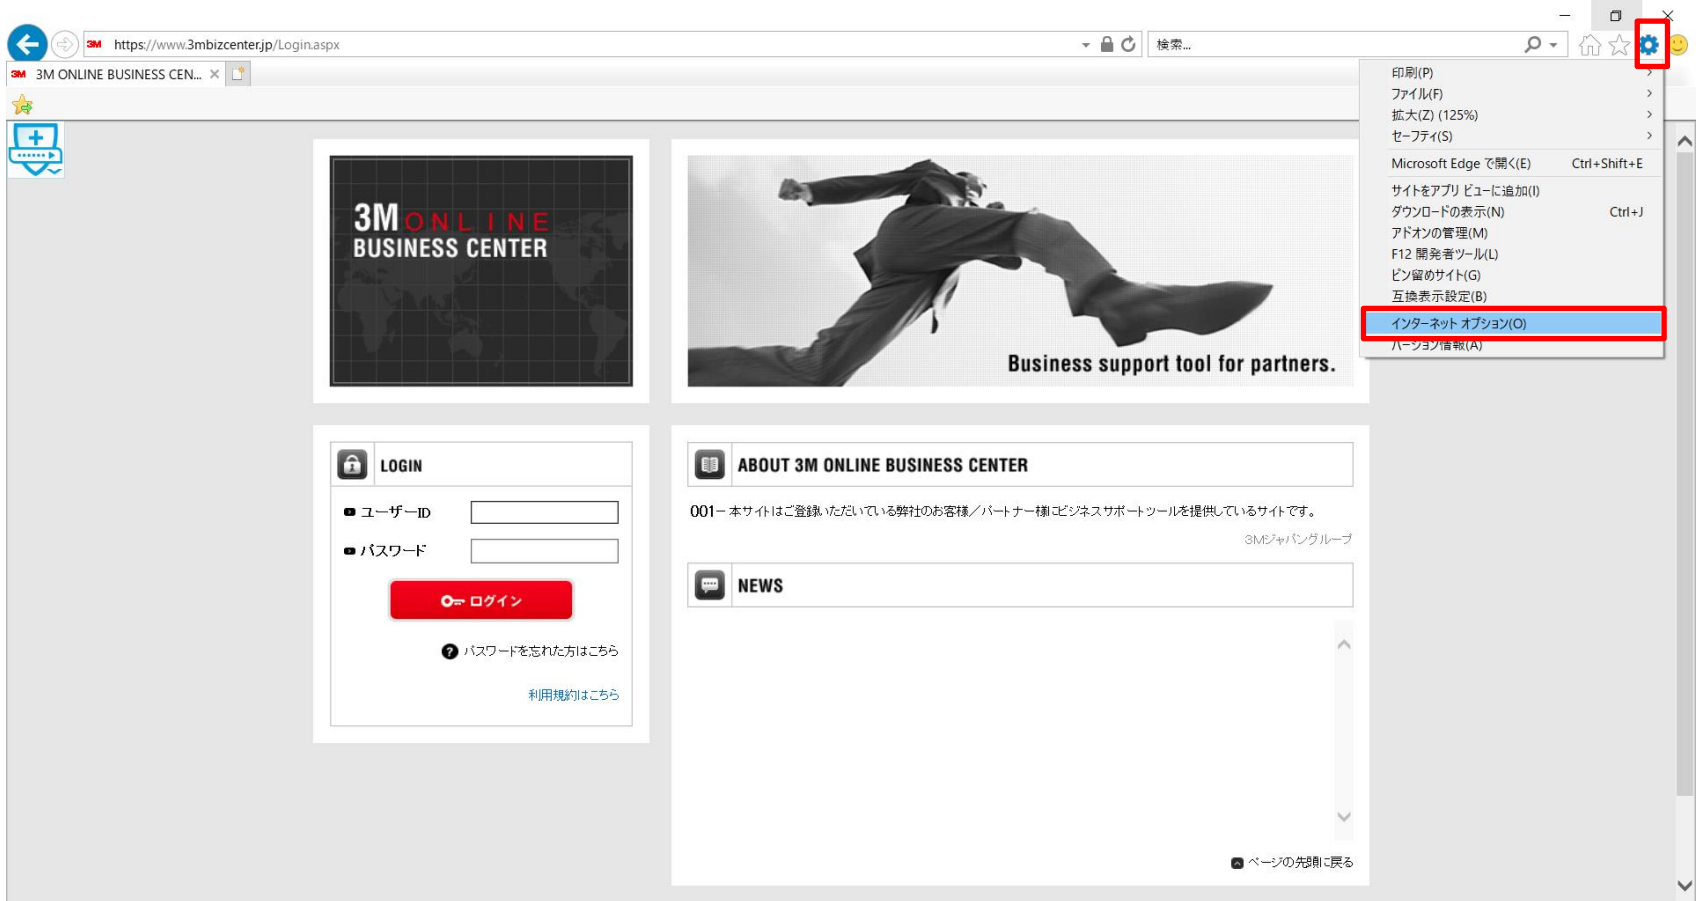 3M https://www.3mbizcenter.jp/Login.aspx
検索...
3M 3M ONLINE BUSINESS CEN...
印刷(P)
ファイル(F)
拡大(Z) (125%)
セーフティ(S)
Microsoft Edge で開く(E) Ctrl+Shift+E
サイトをアプリ ビューに追加(I)
ダウンロードの表示(N) Ctrl+J
アドオンの管理(M)
F12 開発者ツール(L)
ピン留めサイト(G)
互換表示設定(B)
インターネット オプション(O)
バージョン情報(A)
3M ONLINE
BUSINESS CENTER
Business support tool for partners.
LOGIN
ユーザーID
パスワード
ログイン
パスワードを忘れた方はこちら
利用規約はこちら
ABOUT 3M ONLINE BUSINESS CENTER
001－本サイトはご登録いただいている弊社のお客様／パートナー様にビジネスサポートツールを提供しているサイトです。
3Mジャパングループ
NEWS
ページの先頭に戻る